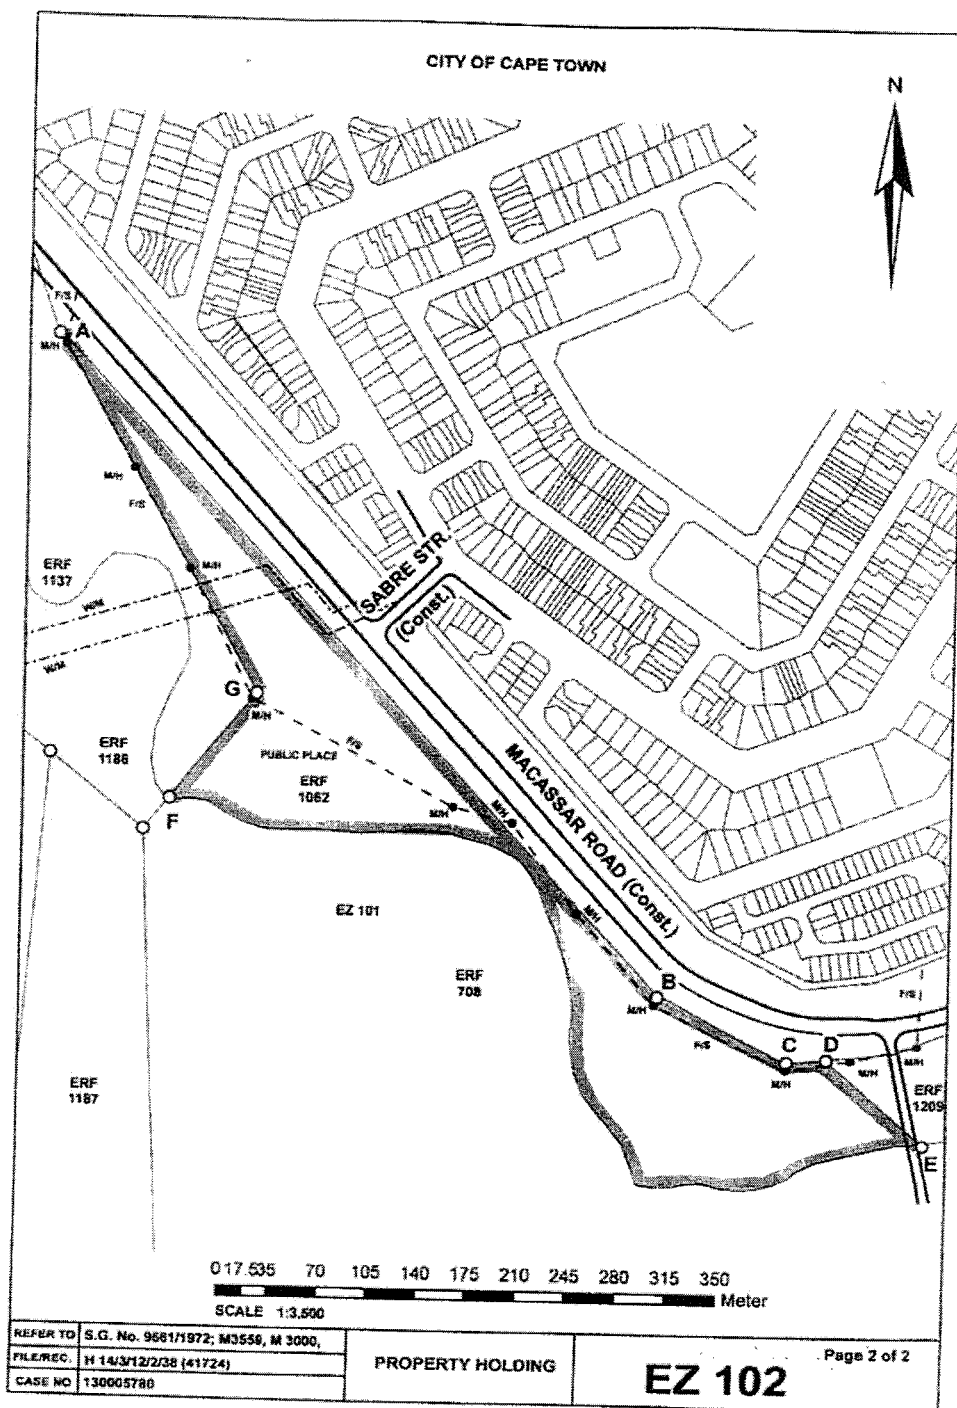 CITY OF CAPE TOWN
N
F/S
A
M/H
M/H
F/S
M/H
ERF
1137
W/M
W/M
SABRE STR.
(Const.)
G
M/H
F/S
PUBLIC PLACE
ERF
1062
ERF
1186
F
M/H
M/H
MACASSAR ROAD (Const.)
M/H
EZ 101
ERF
708
B
M/H
F/S
F/S
C
D
M/H
M/H
M/H
ERF
1209
E
ERF
1187
0 17.535 70 105 140 175 210 245 280 315 350
Meter
SCALE 1:3,500
REFER TO S.G. No. 9661/1972; M3559, M 3000,
FILE/REC. H 14/3/12/2/38 (41724)
CASE NO 130005780
PROPERTY HOLDING
EZ 102
Page 2 of 2